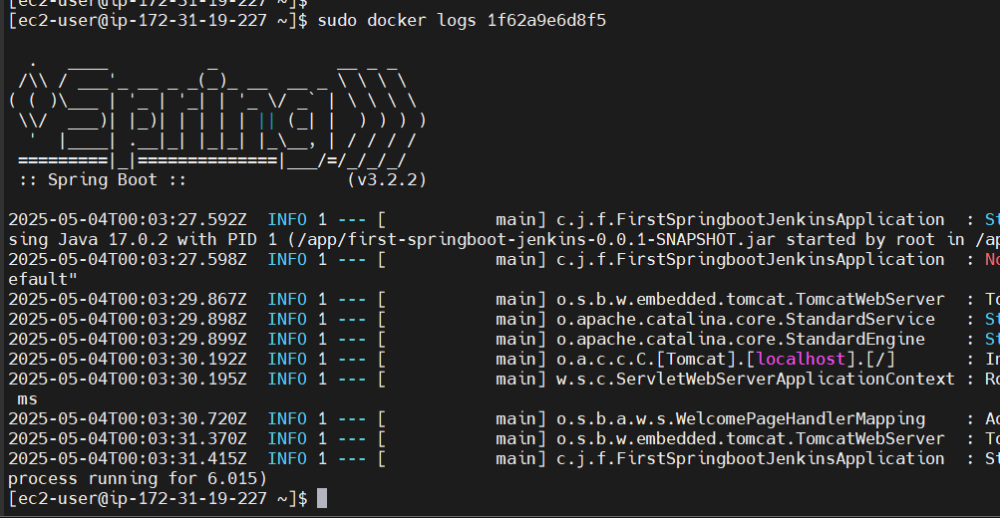 [ec2-user@ip-172-31-19-227 ~]$
[ec2-user@ip-172-31-19-227 ~]$ sudo docker logs 1f62a9e6d8f5
  .   ____          _            __ _ _
 /\\ / ___'_ __ _ _(_)_ __  __ _ \ \ \ \
( ( )\___ | '_ | '_| | '_ \/ _` | \ \ \ \
 \\/  ___)| |_)| | | | | || (_| |  ) ) ) )
  '  |____| .__|_| |_|_| |_\__, | / / / /
 =========|_|==============|___/=/_/_/_/
 :: Spring Boot ::                (v3.2.2)
2025-05-04T00:03:27.592Z  INFO 1 --- [           main] c.j.f.FirstSpringbootJenkinsApplication  : St
sing Java 17.0.2 with PID 1 (/app/first-springboot-jenkins-0.0.1-SNAPSHOT.jar started by root in /ap
2025-05-04T00:03:27.598Z  INFO 1 --- [           main] c.j.f.FirstSpringbootJenkinsApplication  : No
efault"
2025-05-04T00:03:29.867Z  INFO 1 --- [           main] o.s.b.w.embedded.tomcat.TomcatWebServer  : To
2025-05-04T00:03:29.898Z  INFO 1 --- [           main] o.apache.catalina.core.StandardService   : St
2025-05-04T00:03:29.899Z  INFO 1 --- [           main] o.apache.catalina.core.StandardEngine    : St
2025-05-04T00:03:30.192Z  INFO 1 --- [           main] o.a.c.c.C.[Tomcat].[localhost].[/]       : In
2025-05-04T00:03:30.195Z  INFO 1 --- [           main] w.s.c.ServletWebServerApplicationContext : Ro
 ms
2025-05-04T00:03:30.720Z  INFO 1 --- [           main] o.s.b.a.w.s.WelcomePageHandlerMapping    : Ad
2025-05-04T00:03:31.370Z  INFO 1 --- [           main] o.s.b.w.embedded.tomcat.TomcatWebServer  : To
2025-05-04T00:03:31.415Z  INFO 1 --- [           main] c.j.f.FirstSpringbootJenkinsApplication  : St
process running for 6.015)
[ec2-user@ip-172-31-19-227 ~]$